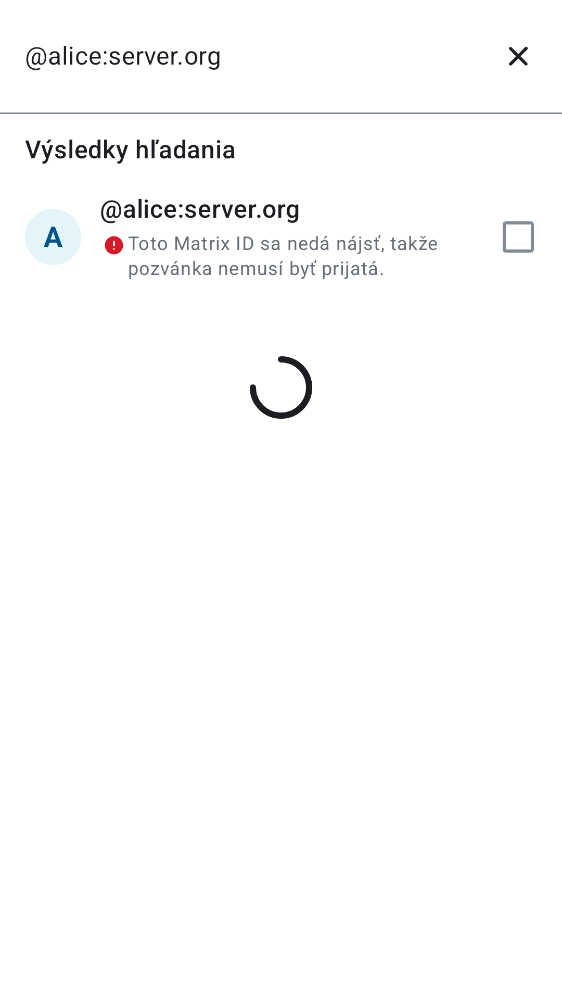 @alice:server.org
Výsledky hľadania
A
@alice:server.org
Toto Matrix ID sa nedá nájsť, takže
pozvánka nemusí byť prijatá.